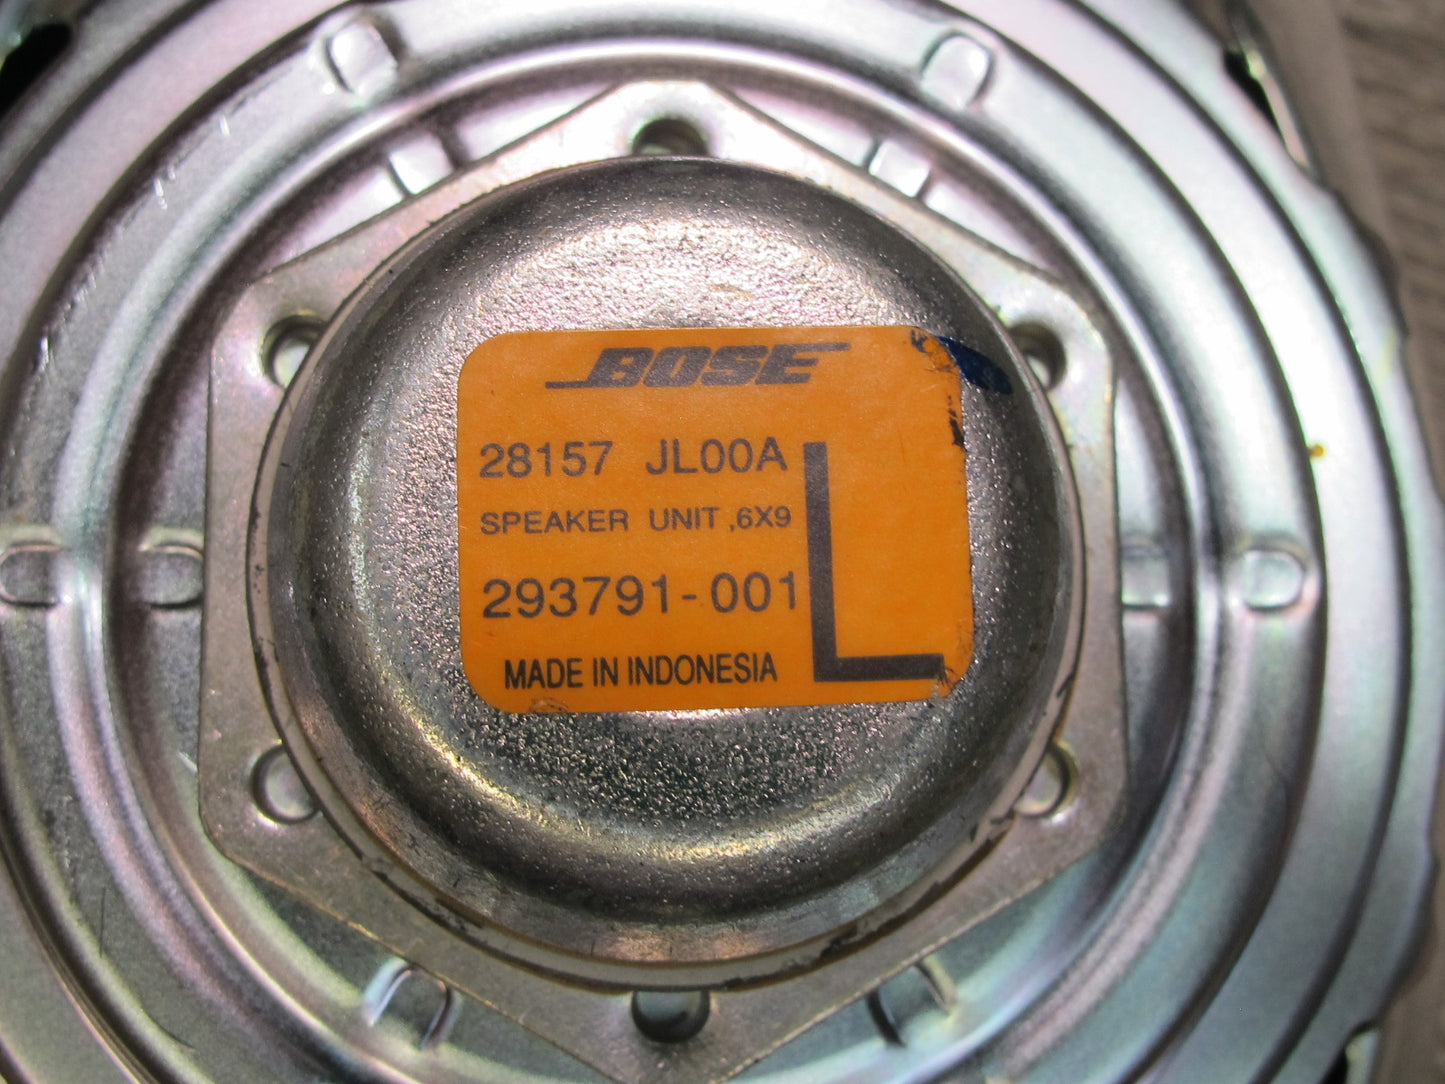 BOSE
28157 JL00A
SPEAKER UNIT ,6X9
293791-001
L
MADE IN INDONESIA